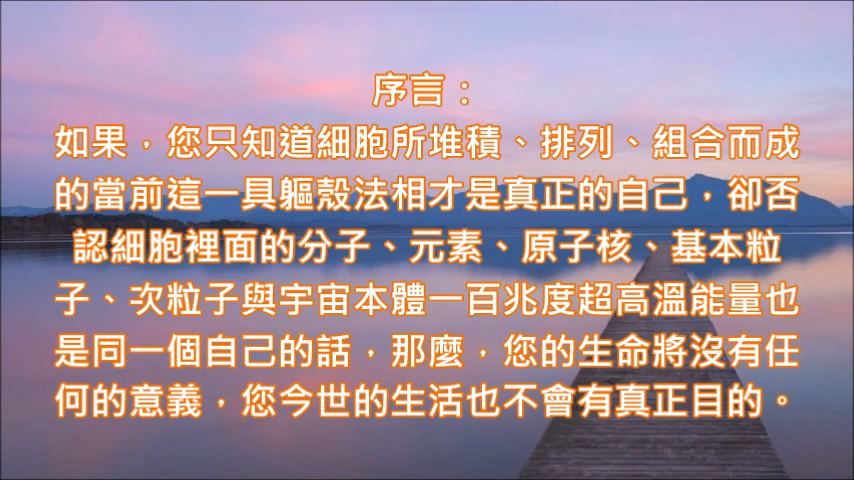 序言：
如果，您只知道細胞所堆積、排列、組合而成
的當前這一具軀殼法相才是真正的自己，卻否
認細胞裡面的分子、元素、原子核、基本粒
子、次粒子與宇宙本體一百兆度超高溫能量也
是同一個自己的話，那麼，您的生命將沒有任
何的意義，您今世的生活也不會有真正目的。